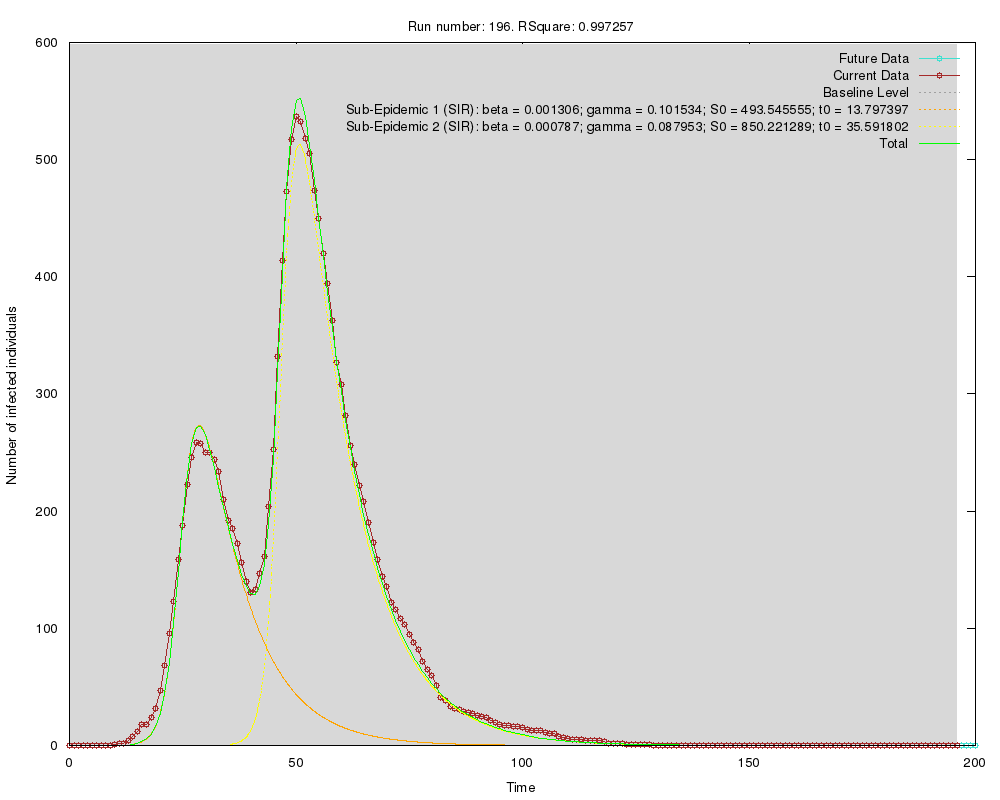 Run number: 196. RSquare: 0.997257
600
Future Data
Current Data
Baseline Level
Sub-Epidemic 1 (SIR): beta = 0.001306; gamma = 0.101534; S0 = 493.545555; t0 = 13.797397
Sub-Epidemic 2 (SIR): beta = 0.000787; gamma = 0.087953; S0 = 850.221289; t0 = 35.591802
Total
500
400
Number of infected individuals
300
200
100
0
0 50 100 150 200
Time